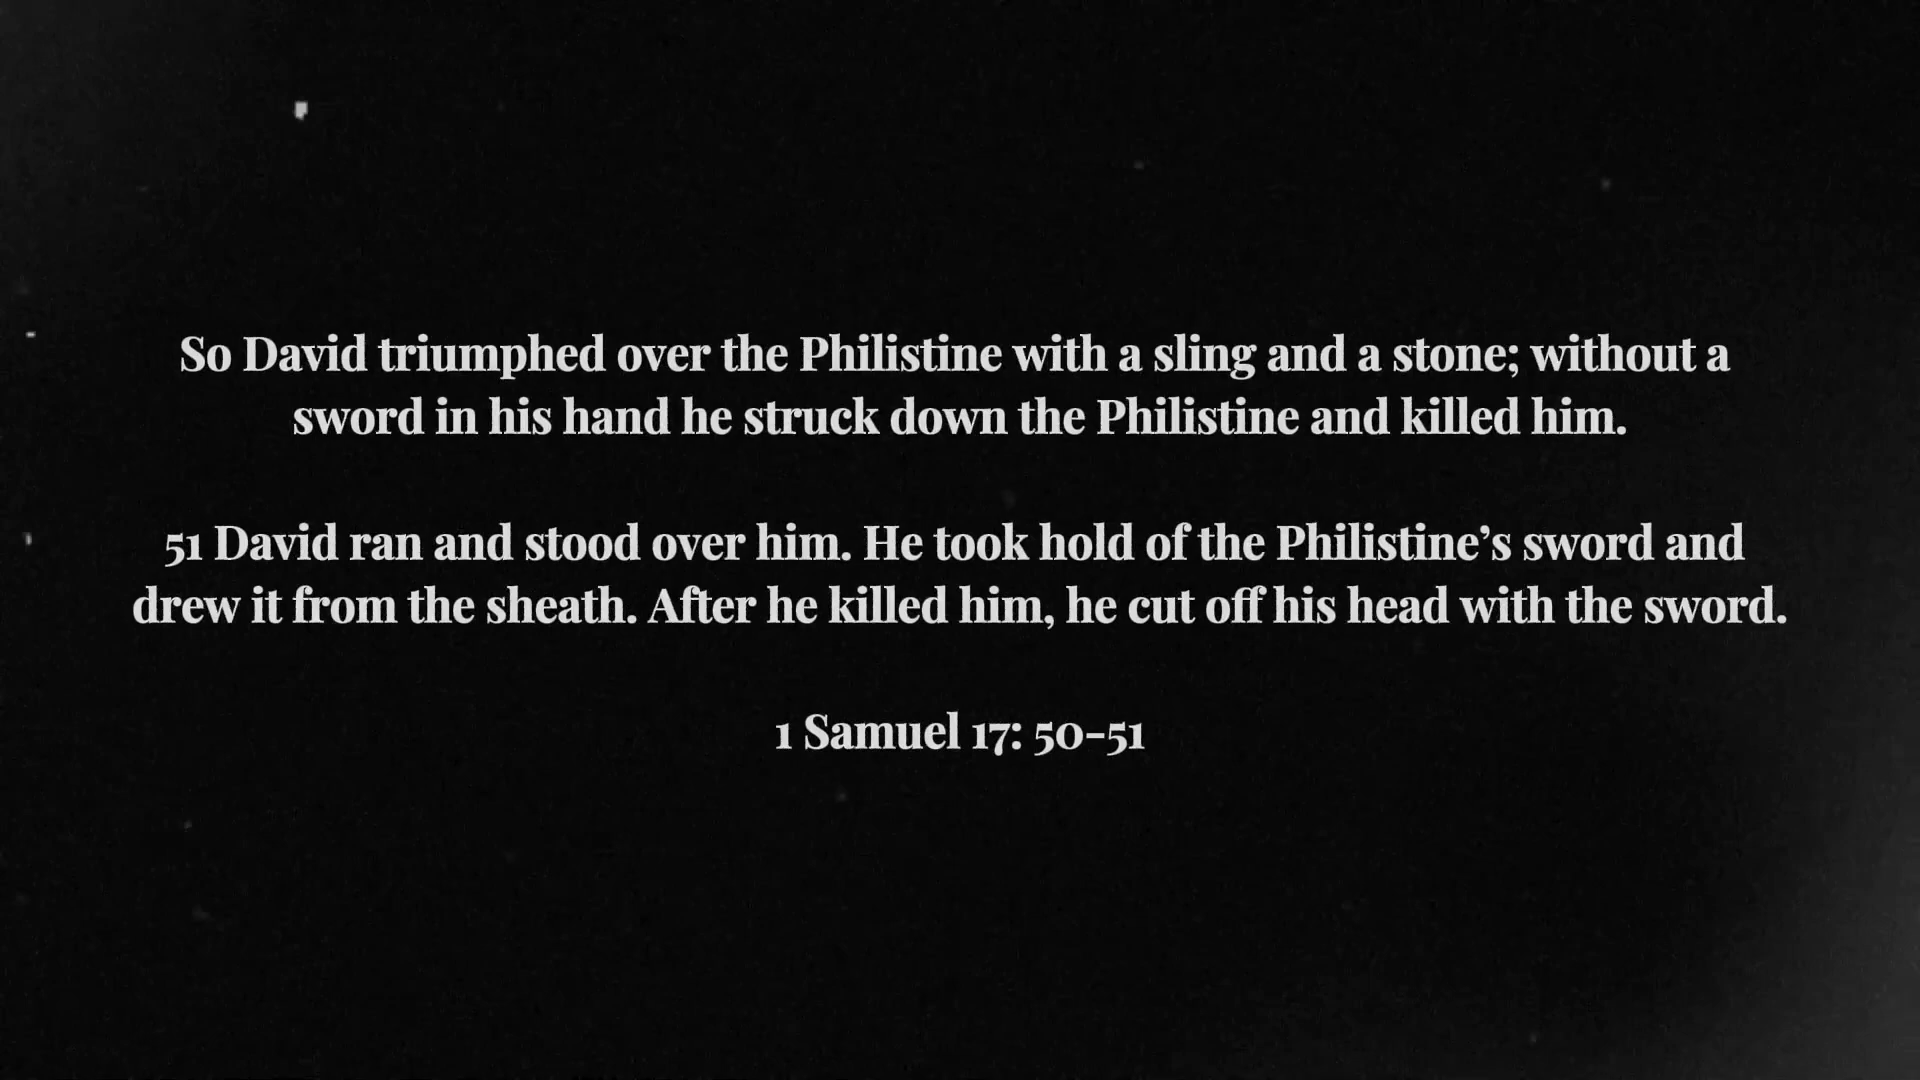 So David triumphed over the Philistine with a sling and a stone; without a
sword in his hand he struck down the Philistine and killed him.
51 David ran and stood over him. He took hold of the Philistine’s sword and
drew it from the sheath. After he killed him, he cut off his head with the sword.
1 Samuel 17: 50-51